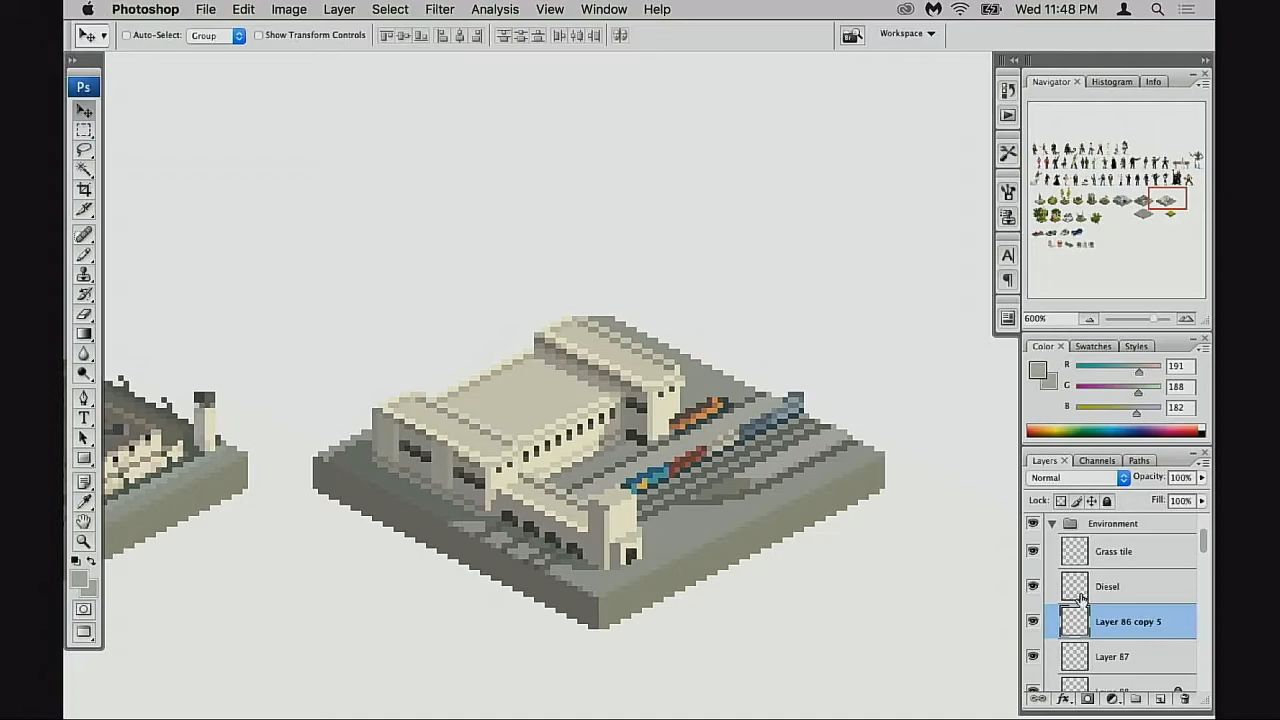 Photoshop File Edit Image Layer Select Filter Analysis View Window Help Wed 11:48 PM
Auto-Select: Group Show Transform Controls Workspace
Ps
Navigator Histogram Info
600%
Color Swatches Styles
R 191
G 188
B 182
Layers Channels Paths
Normal Opacity: 100%
Lock: Fill: 100%
Environment
Grass tile
Diesel
Layer 86 copy 5
Layer 87